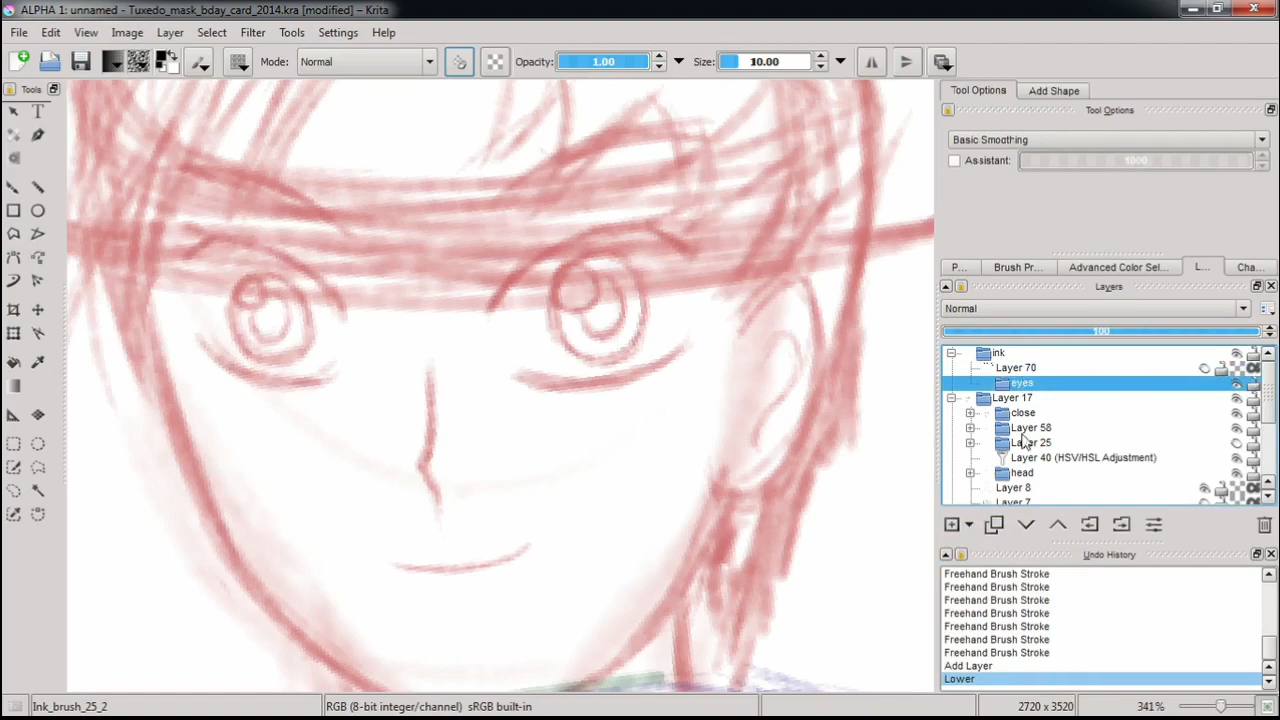 ALPHA 1: unnamed - Tuxedo_mask_bday_card_2014.kra [modified] – Krita
File Edit View Image Layer Select Filter Tools Settings Help
Mode: Normal Opacity: 1.00 Size: 10.00
Tools
Tool Options Add Shape
Tool Options
Basic Smoothing
Assistant: 1000
P... Brush Pr... Advanced Color Sel... L... Cha...
Layers
Normal
100
ink
Layer 70
eyes
Layer 17
close
Layer 58
Layer 25
Layer 40 (HSV/HSL Adjustment)
head
Layer 8
Layer 7
Undo History
Freehand Brush Stroke
Freehand Brush Stroke
Freehand Brush Stroke
Freehand Brush Stroke
Freehand Brush Stroke
Freehand Brush Stroke
Freehand Brush Stroke
Add Layer
Lower
Ink_brush_25_2 RGB (8-bit integer/channel) sRGB built-in 2720 x 3520 341%